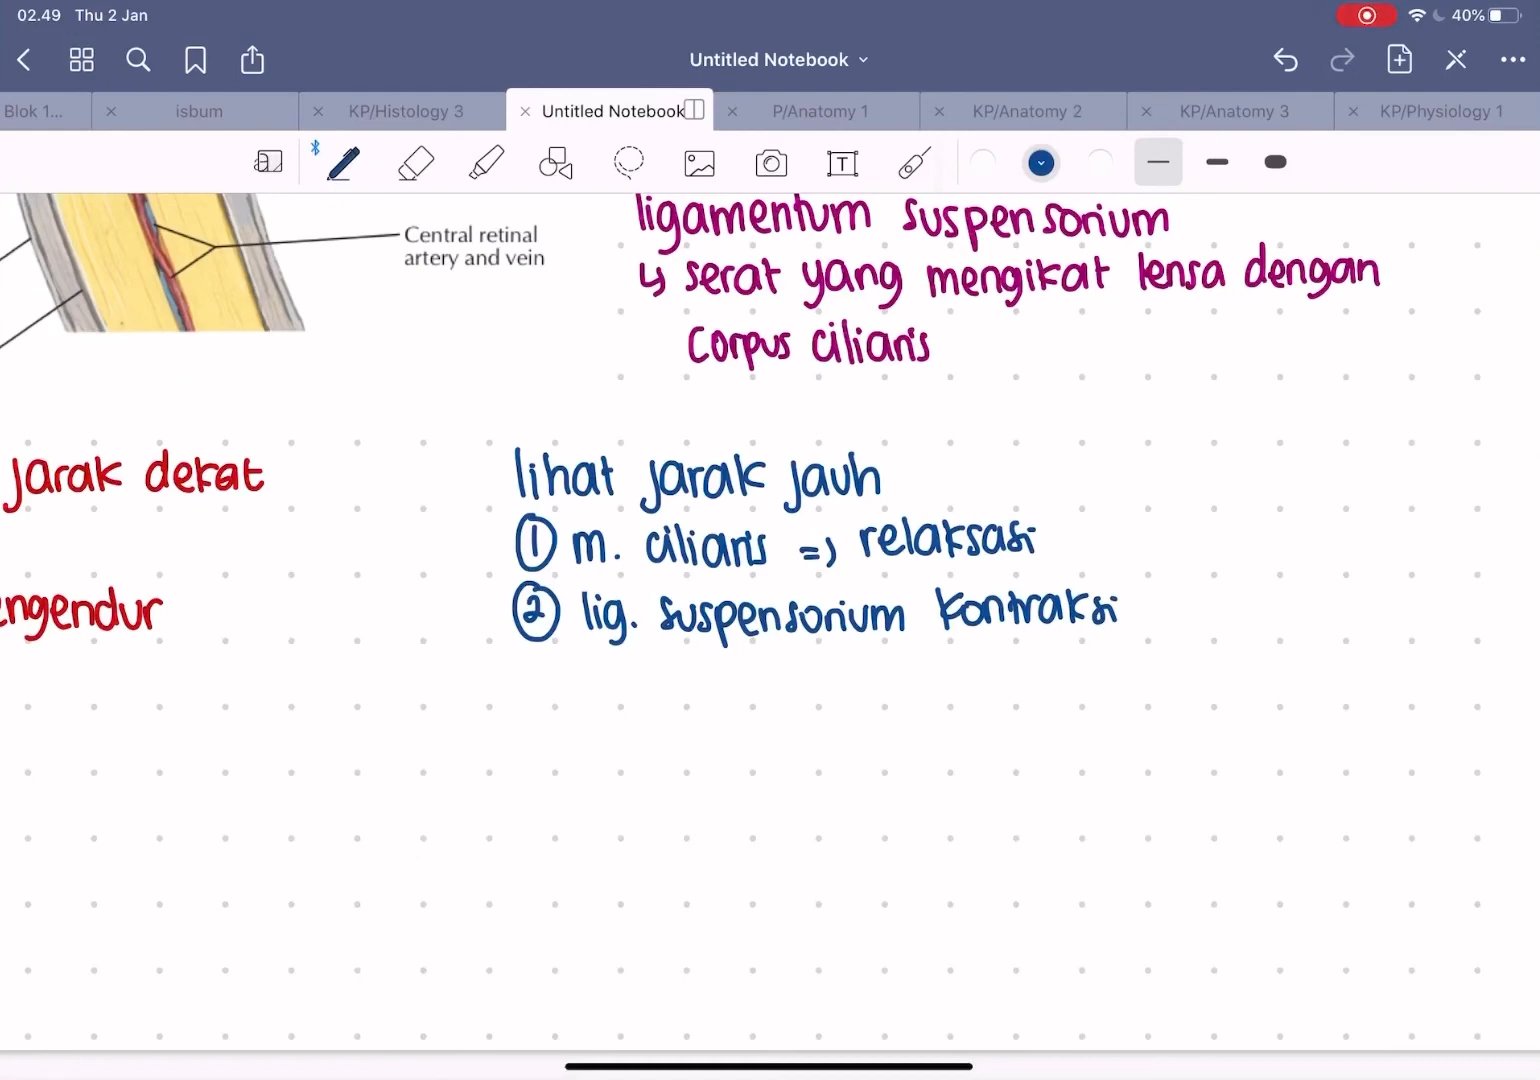 02.49 Thu 2 Jan
40%
Untitled Notebook
Blok 1...
isbum
KP/Histology 3
Untitled Notebook
P/Anatomy 1
KP/Anatomy 2
KP/Anatomy 3
KP/Physiology 1
Central retinal
artery and vein
ligamentum suspensorium
↳ serat yang mengikat lensa dengan
corpus ciliaris
jarak dekat
engendur
lihat jarak jauh
① m. ciliaris => relaksasi
② lig. suspensorium kontraksi